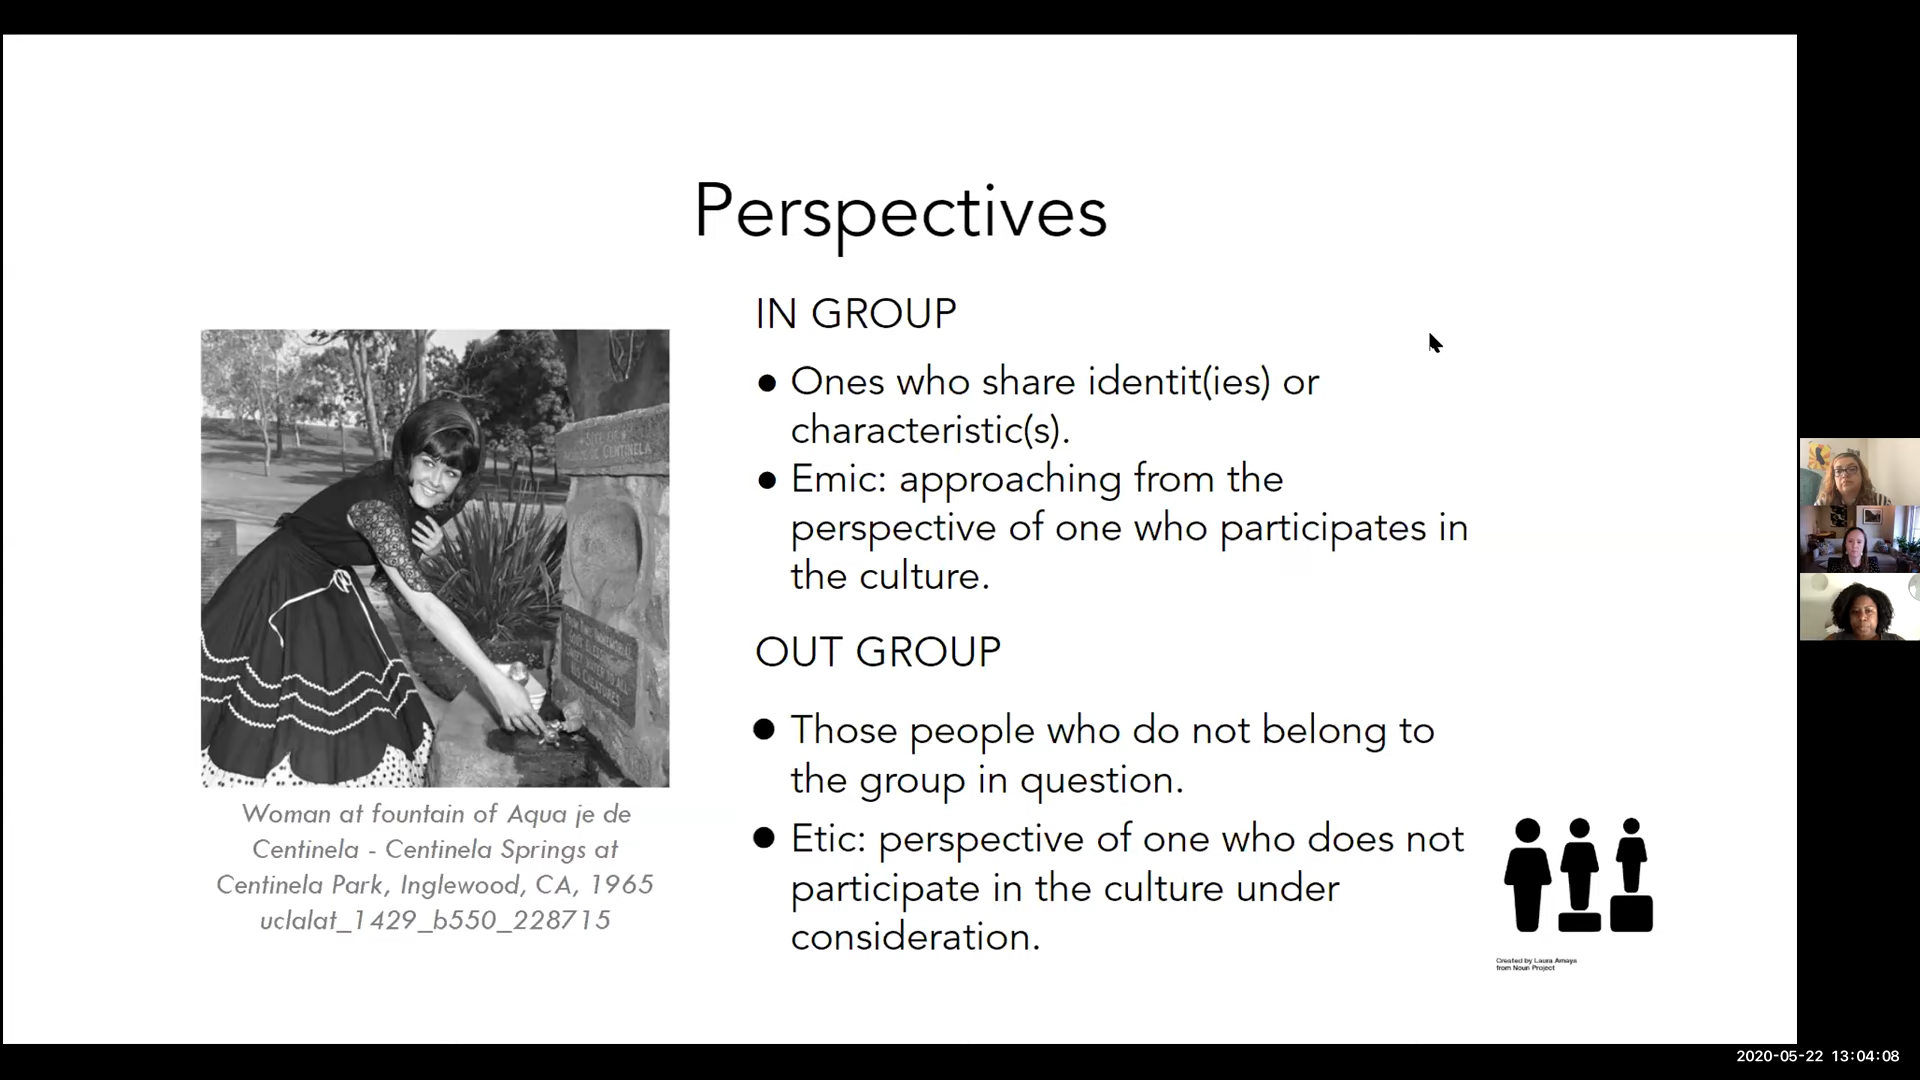 Perspectives
IN GROUP
● Ones who share identit(ies) or
characteristic(s).
● Emic: approaching from the
perspective of one who participates in
the culture.
OUT GROUP
● Those people who do not belong to
the group in question.
● Etic: perspective of one who does not
participate in the culture under
consideration.
Woman at fountain of Aqua je de
Centinela - Centinela Springs at
Centinela Park, Inglewood, CA, 1965
uclalat_1429_b550_228715
Created by Laura Amaya
from Noun Project
2020-05-22 13:04:08